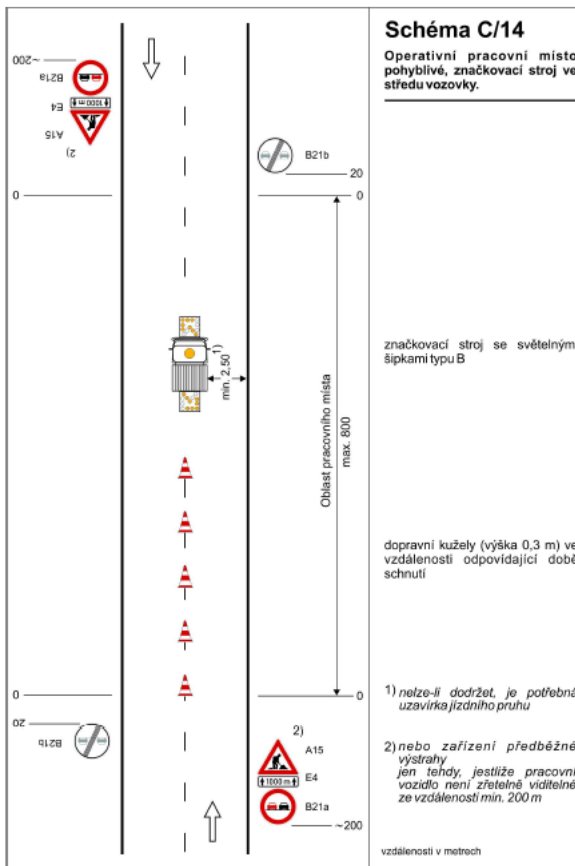 Schéma C/14
Operativní pracovní místo
pohyblivé, značkovací stroj ve
středu vozovky.
~200
B21a
1000 m
E4
A15
2)
B21b
20
0
0
1)
min. 2,50
Oblast pracovního místa
max. 800
značkovací stroj se světelným
šipkami typu B
dopravní kužely (výška 0,3 m) ve
vzdálenosti odpovídající době
schnutí
0
0
20
B21b
1) nelze-li dodržet, je potřebná
uzavírka jízdního pruhu
2)
A15
1000 m
E4
B21a
~200
2) nebo zařízení předběžné
výstrahy
jen tehdy, jestliže pracovní
vozidlo není zřetelně viditelné
ze vzdálenosti min. 200 m
vzdálenosti v metrech